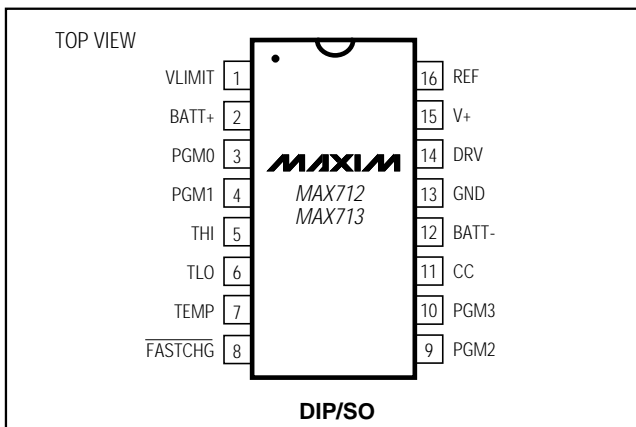 TOP VIEW
VLIMIT 1
BATT+ 2
PGM0 3
PGM1 4
THI 5
TLO 6
TEMP 7
FASTCHG 8
MAXIM
MAX712
MAX713
16 REF
15 V+
14 DRV
13 GND
12 BATT-
11 CC
10 PGM3
9 PGM2
DIP/SO